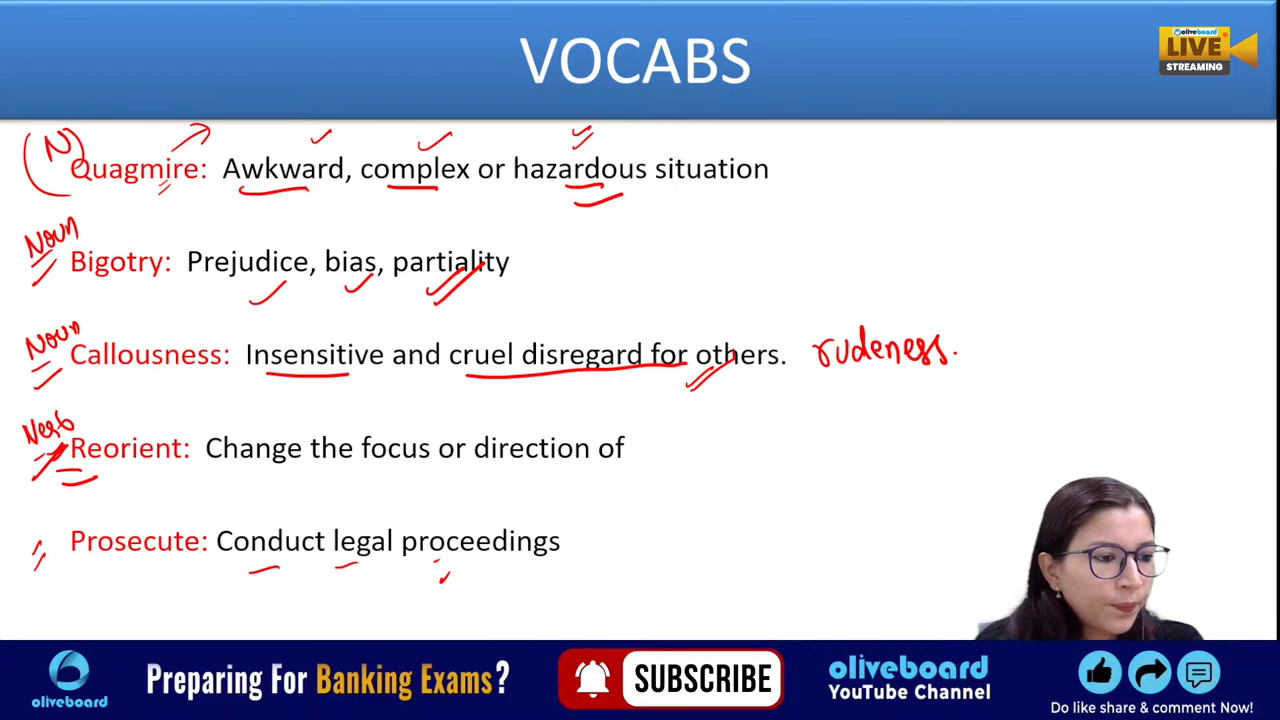 VOCABS
oliveboard
LIVE
STREAMING
(N)
Quagmire: Awkward, complex or hazardous situation
Noun
Bigotry: Prejudice, bias, partiality
Noun
Callousness: Insensitive and cruel disregard for others. rudeness.
Verb
Reorient: Change the focus or direction of
Prosecute: Conduct legal proceedings
oliveboard
Preparing For Banking Exams?
SUBSCRIBE
oliveboard
YouTube Channel
Do like share & comment Now!